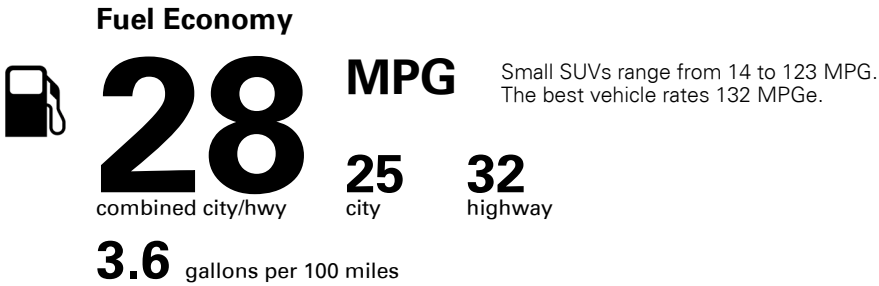 Fuel Economy
28 MPG
Small SUVs range from 14 to 123 MPG.
The best vehicle rates 132 MPGe.
combined city/hwy
25
city
32
highway
3.6 gallons per 100 miles